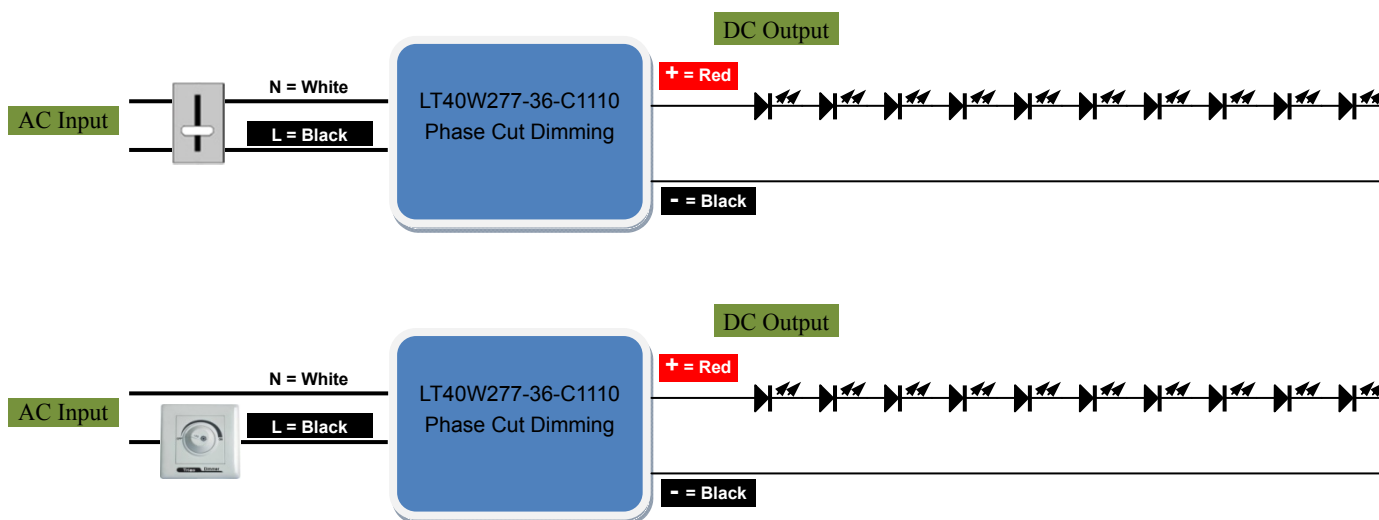 DC Output
+ = Red
N = White
AC Input
L = Black
LT40W277-36-C1110
Phase Cut Dimming
- = Black
DC Output
+ = Red
N = White
AC Input
L = Black
LT40W277-36-C1110
Phase Cut Dimming
Dimmer
- = Black